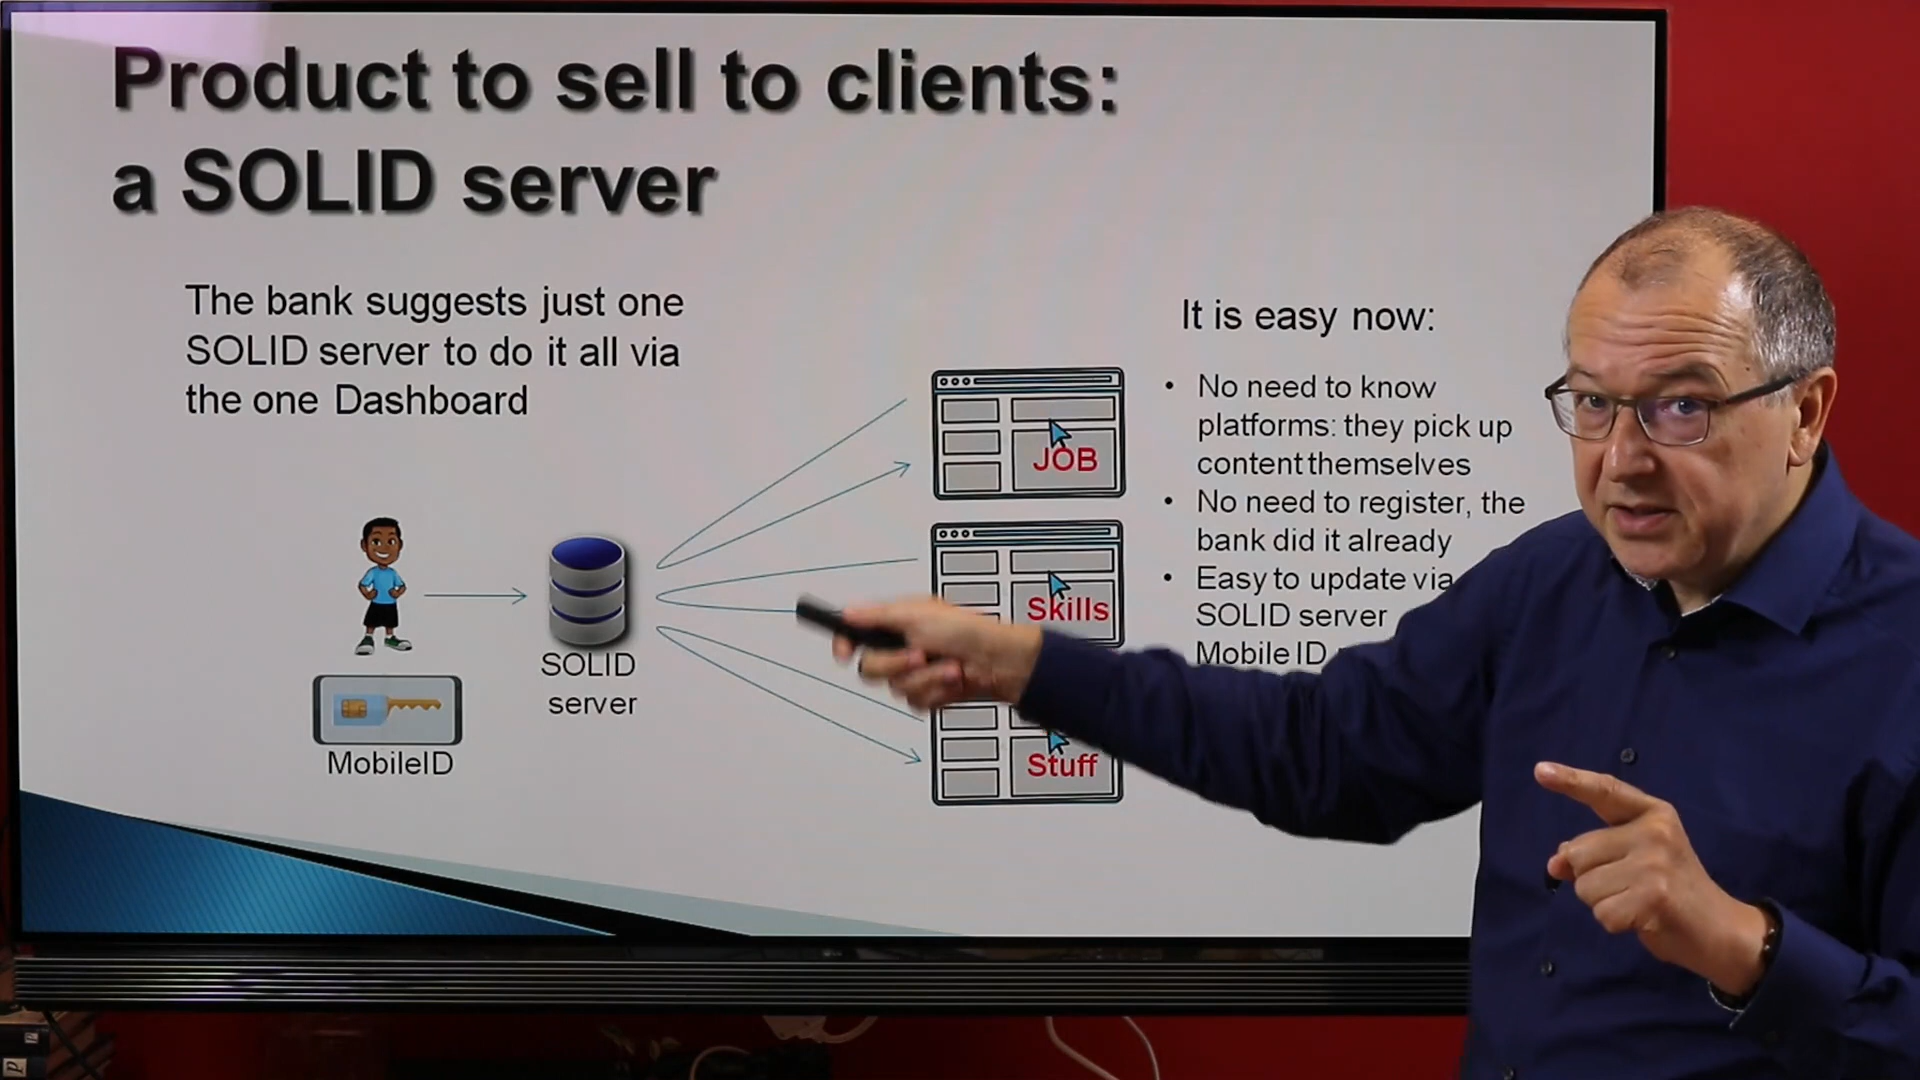 Product to sell to clients:
a SOLID server
The bank suggests just one
SOLID server to do it all via
the one Dashboard
It is easy now:
• No need to know
platforms: they pick up
content themselves
• No need to register, the
bank did it already
• Easy to update via
SOLID server
Mobile ID
JOB
Skills
Stuff
SOLID
server
MobileID